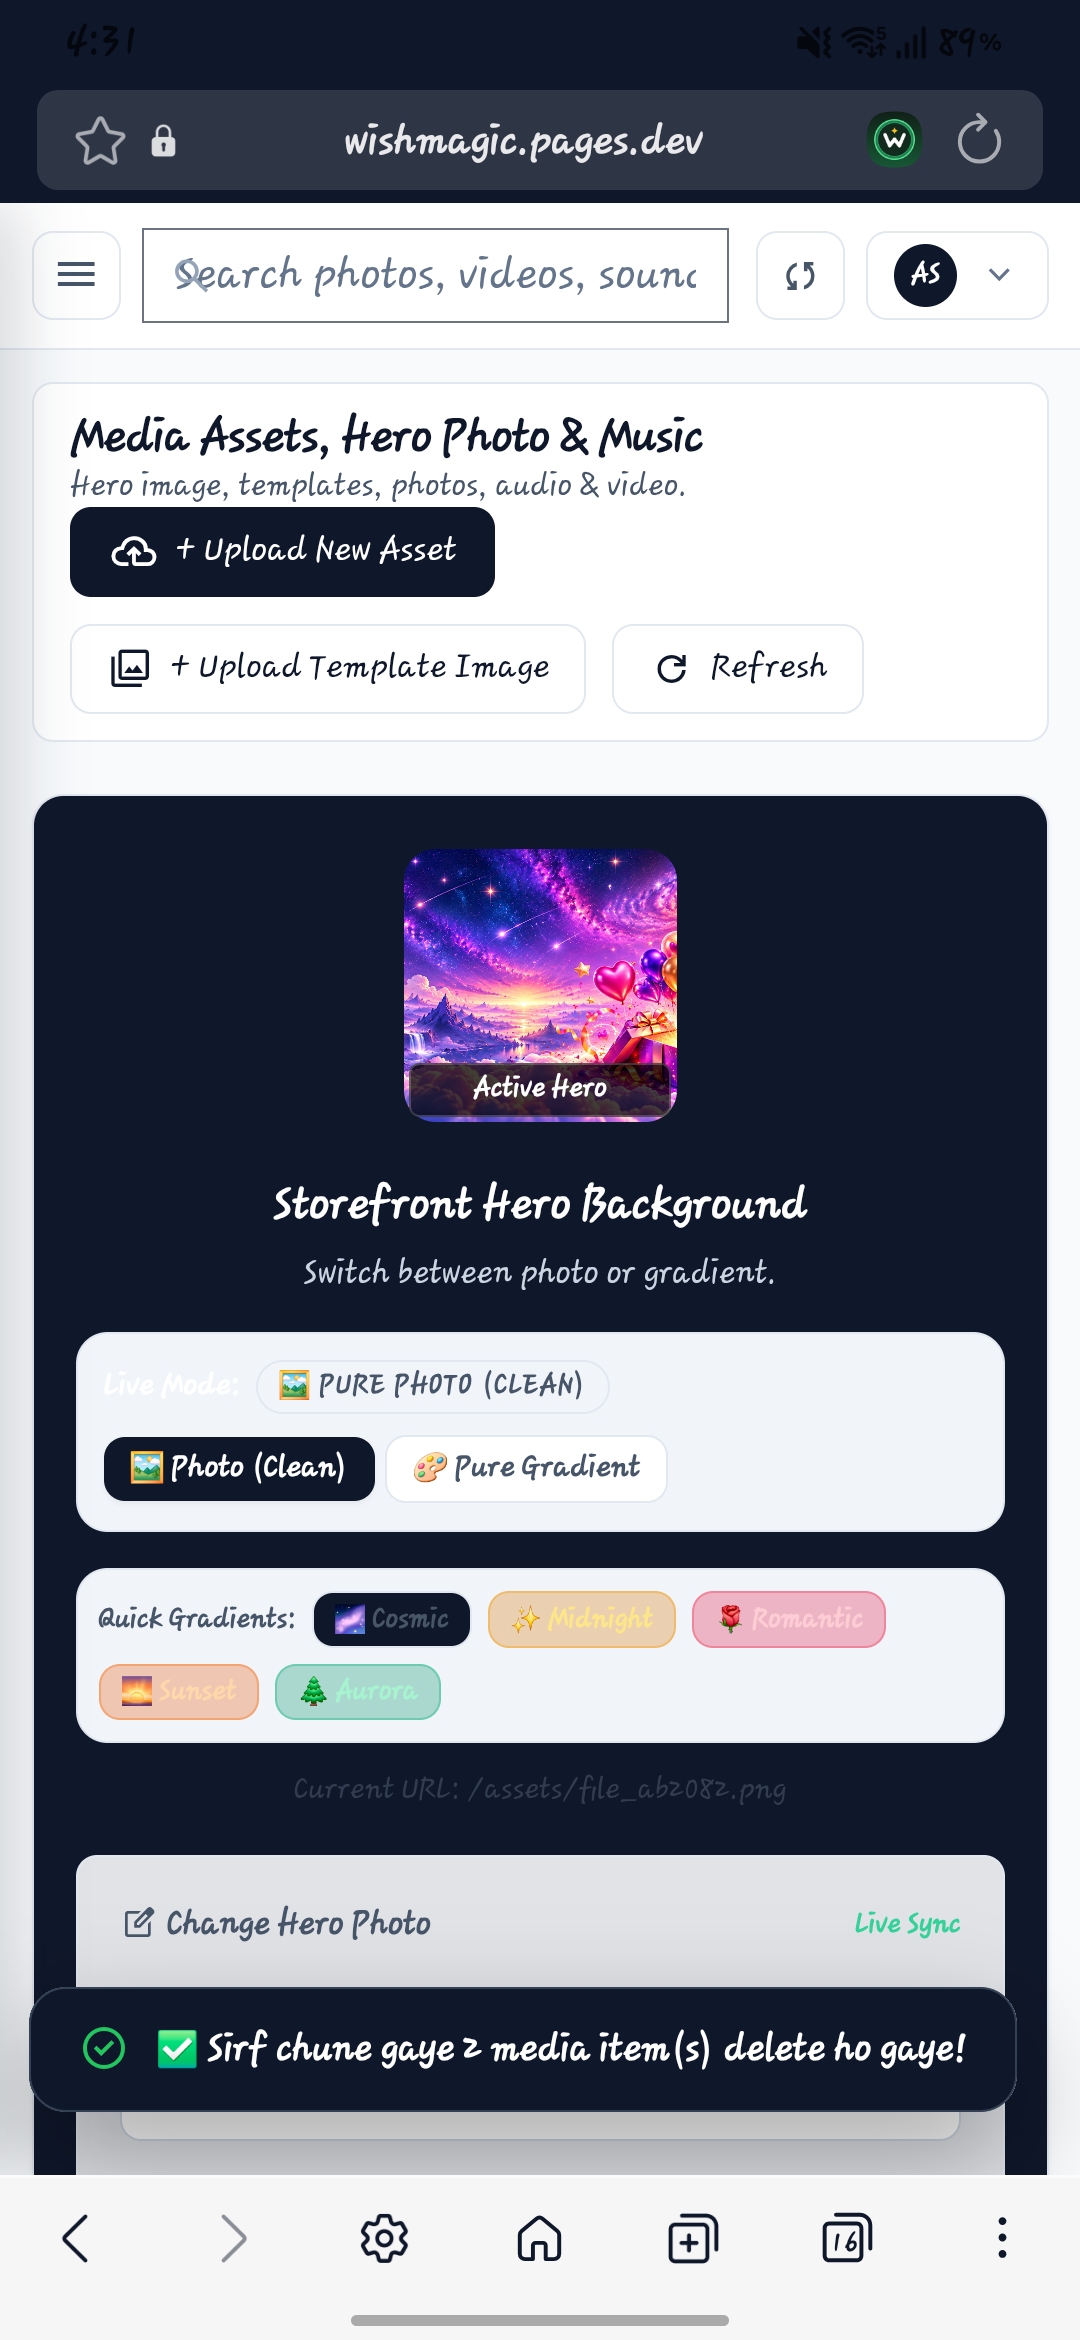 4:31
5
89%
wishmagic.pages.dev
W
Search photos, videos, sounc
AS
Media Assets, Hero Photo & Music
Hero image, templates, photos, audio & video.
+ Upload New Asset
+ Upload Template Image
Refresh
Active Hero
Storefront Hero Background
Switch between photo or gradient.
Live Mode: 🖼️ PURE PHOTO (CLEAN)
🖼️ Photo (Clean) 🎨 Pure Gradient
Quick Gradients: 🌌 Cosmic ✨ Midnight 🌹 Romantic
🌅 Sunset 🌲 Aurora
Current URL: /assets/file_ab2082.png
Change Hero Photo
Live Sync
✅ Sirf chune gaye 2 media item(s) delete ho gaye!
16